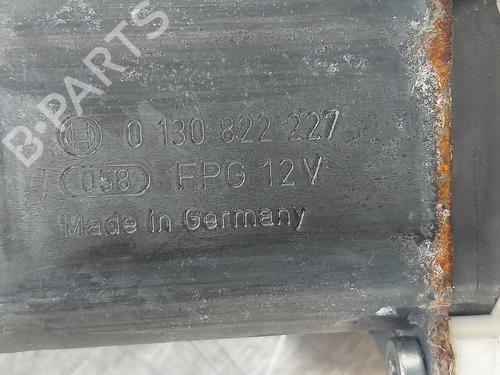 B-PARTS
0 130 822 227
058 FPG 12V
Made in Germany